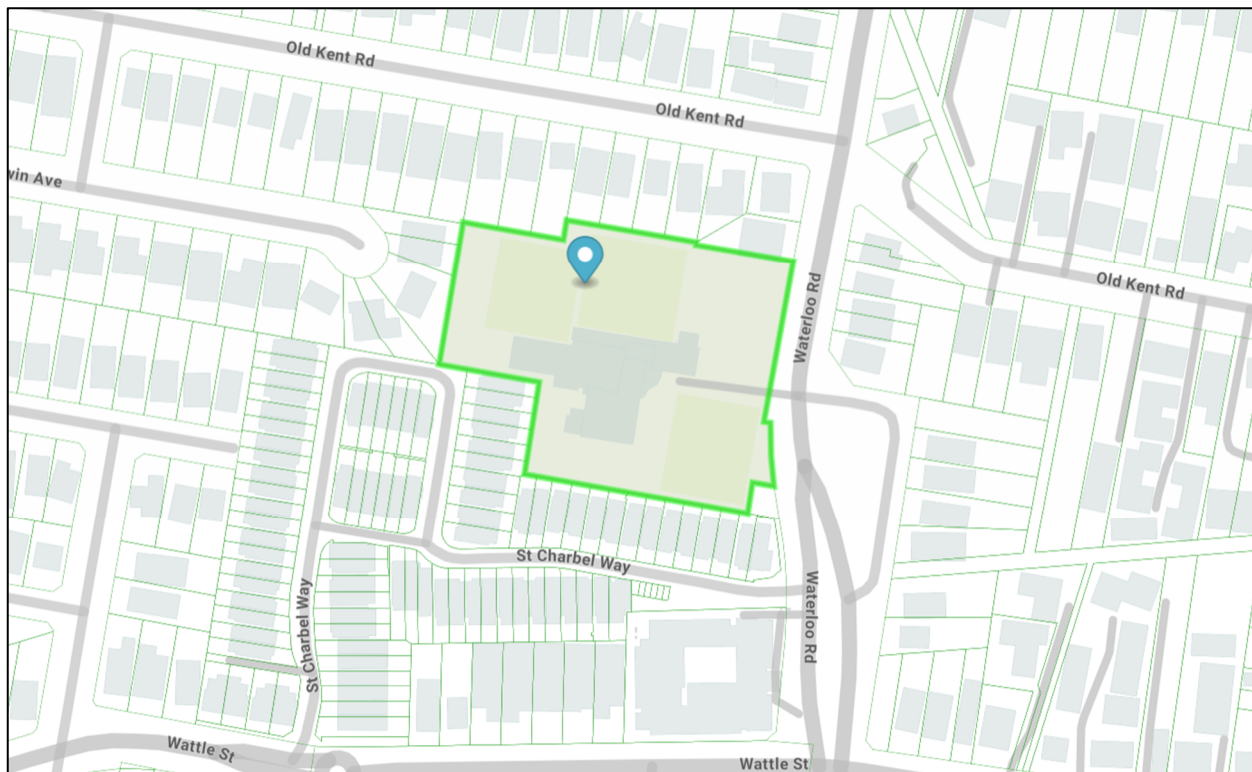 Old Kent Rd
Old Kent Rd
win Ave
Old Kent Rd
Waterloo Rd
St Charbel Way
St Charbel Way
Waterloo Rd
Wattle St
Wattle St